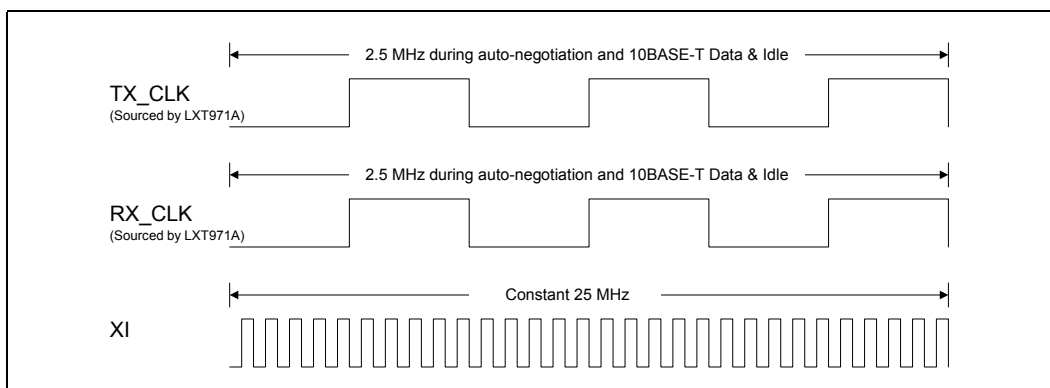 2.5 MHz during auto-negotiation and 10BASE-T Data & Idle
TX_CLK
(Sourced by LXT971A)
2.5 MHz during auto-negotiation and 10BASE-T Data & Idle
RX_CLK
(Sourced by LXT971A)
Constant 25 MHz
XI